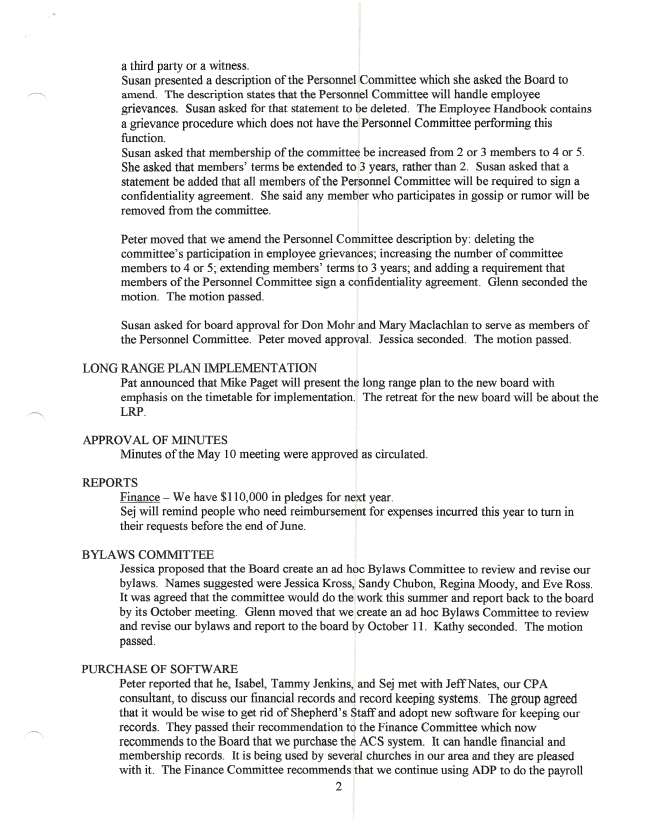 a third party or a witness.
Susan presented a description of the Personnel Committee which she asked the Board to
amend. The description states that the Personnel Committee will handle employee
grievances. Susan asked for that statement to be deleted. The Employee Handbook contains
a grievance procedure which does not have the Personnel Committee performing this
function.
Susan asked that membership of the committee be increased from 2 or 3 members to 4 or 5.
She asked that members' terms be extended to 3 years, rather than 2. Susan asked that a
statement be added that all members of the Personnel Committee will be required to sign a
confidentiality agreement. She said any member who participates in gossip or rumor will be
removed from the committee.
Peter moved that we amend the Personnel Committee description by: deleting the
committee's participation in employee grievances; increasing the number of committee
members to 4 or 5; extending members' terms to 3 years; and adding a requirement that
members of the Personnel Committee sign a confidentiality agreement. Glenn seconded the
motion. The motion passed.
Susan asked for board approval for Don Mohr and Mary Maclachlan to serve as members of
the Personnel Committee. Peter moved approval. Jessica seconded. The motion passed.
LONG RANGE PLAN IMPLEMENTATION
Pat announced that Mike Paget will present the long range plan to the new board with
emphasis on the timetable for implementation. The retreat for the new board will be about the
LRP.
APPROVAL OF MINUTES
Minutes of the May 10 meeting were approved as circulated.
REPORTS
Finance – We have $110,000 in pledges for next year.
Sej will remind people who need reimbursement for expenses incurred this year to turn in
their requests before the end of June.
BYLAWS COMMITTEE
Jessica proposed that the Board create an ad hoc Bylaws Committee to review and revise our
bylaws. Names suggested were Jessica Kross, Sandy Chubon, Regina Moody, and Eve Ross.
It was agreed that the committee would do the work this summer and report back to the board
by its October meeting. Glenn moved that we create an ad hoc Bylaws Committee to review
and revise our bylaws and report to the board by October 11. Kathy seconded. The motion
passed.
PURCHASE OF SOFTWARE
Peter reported that he, Isabel, Tammy Jenkins, and Sej met with Jeff Nates, our CPA
consultant, to discuss our financial records and record keeping systems. The group agreed
that it would be wise to get rid of Shepherd's Staff and adopt new software for keeping our
records. They passed their recommendation to the Finance Committee which now
recommends to the Board that we purchase the ACS system. It can handle financial and
membership records. It is being used by several churches in our area and they are pleased
with it. The Finance Committee recommends that we continue using ADP to do the payroll
2